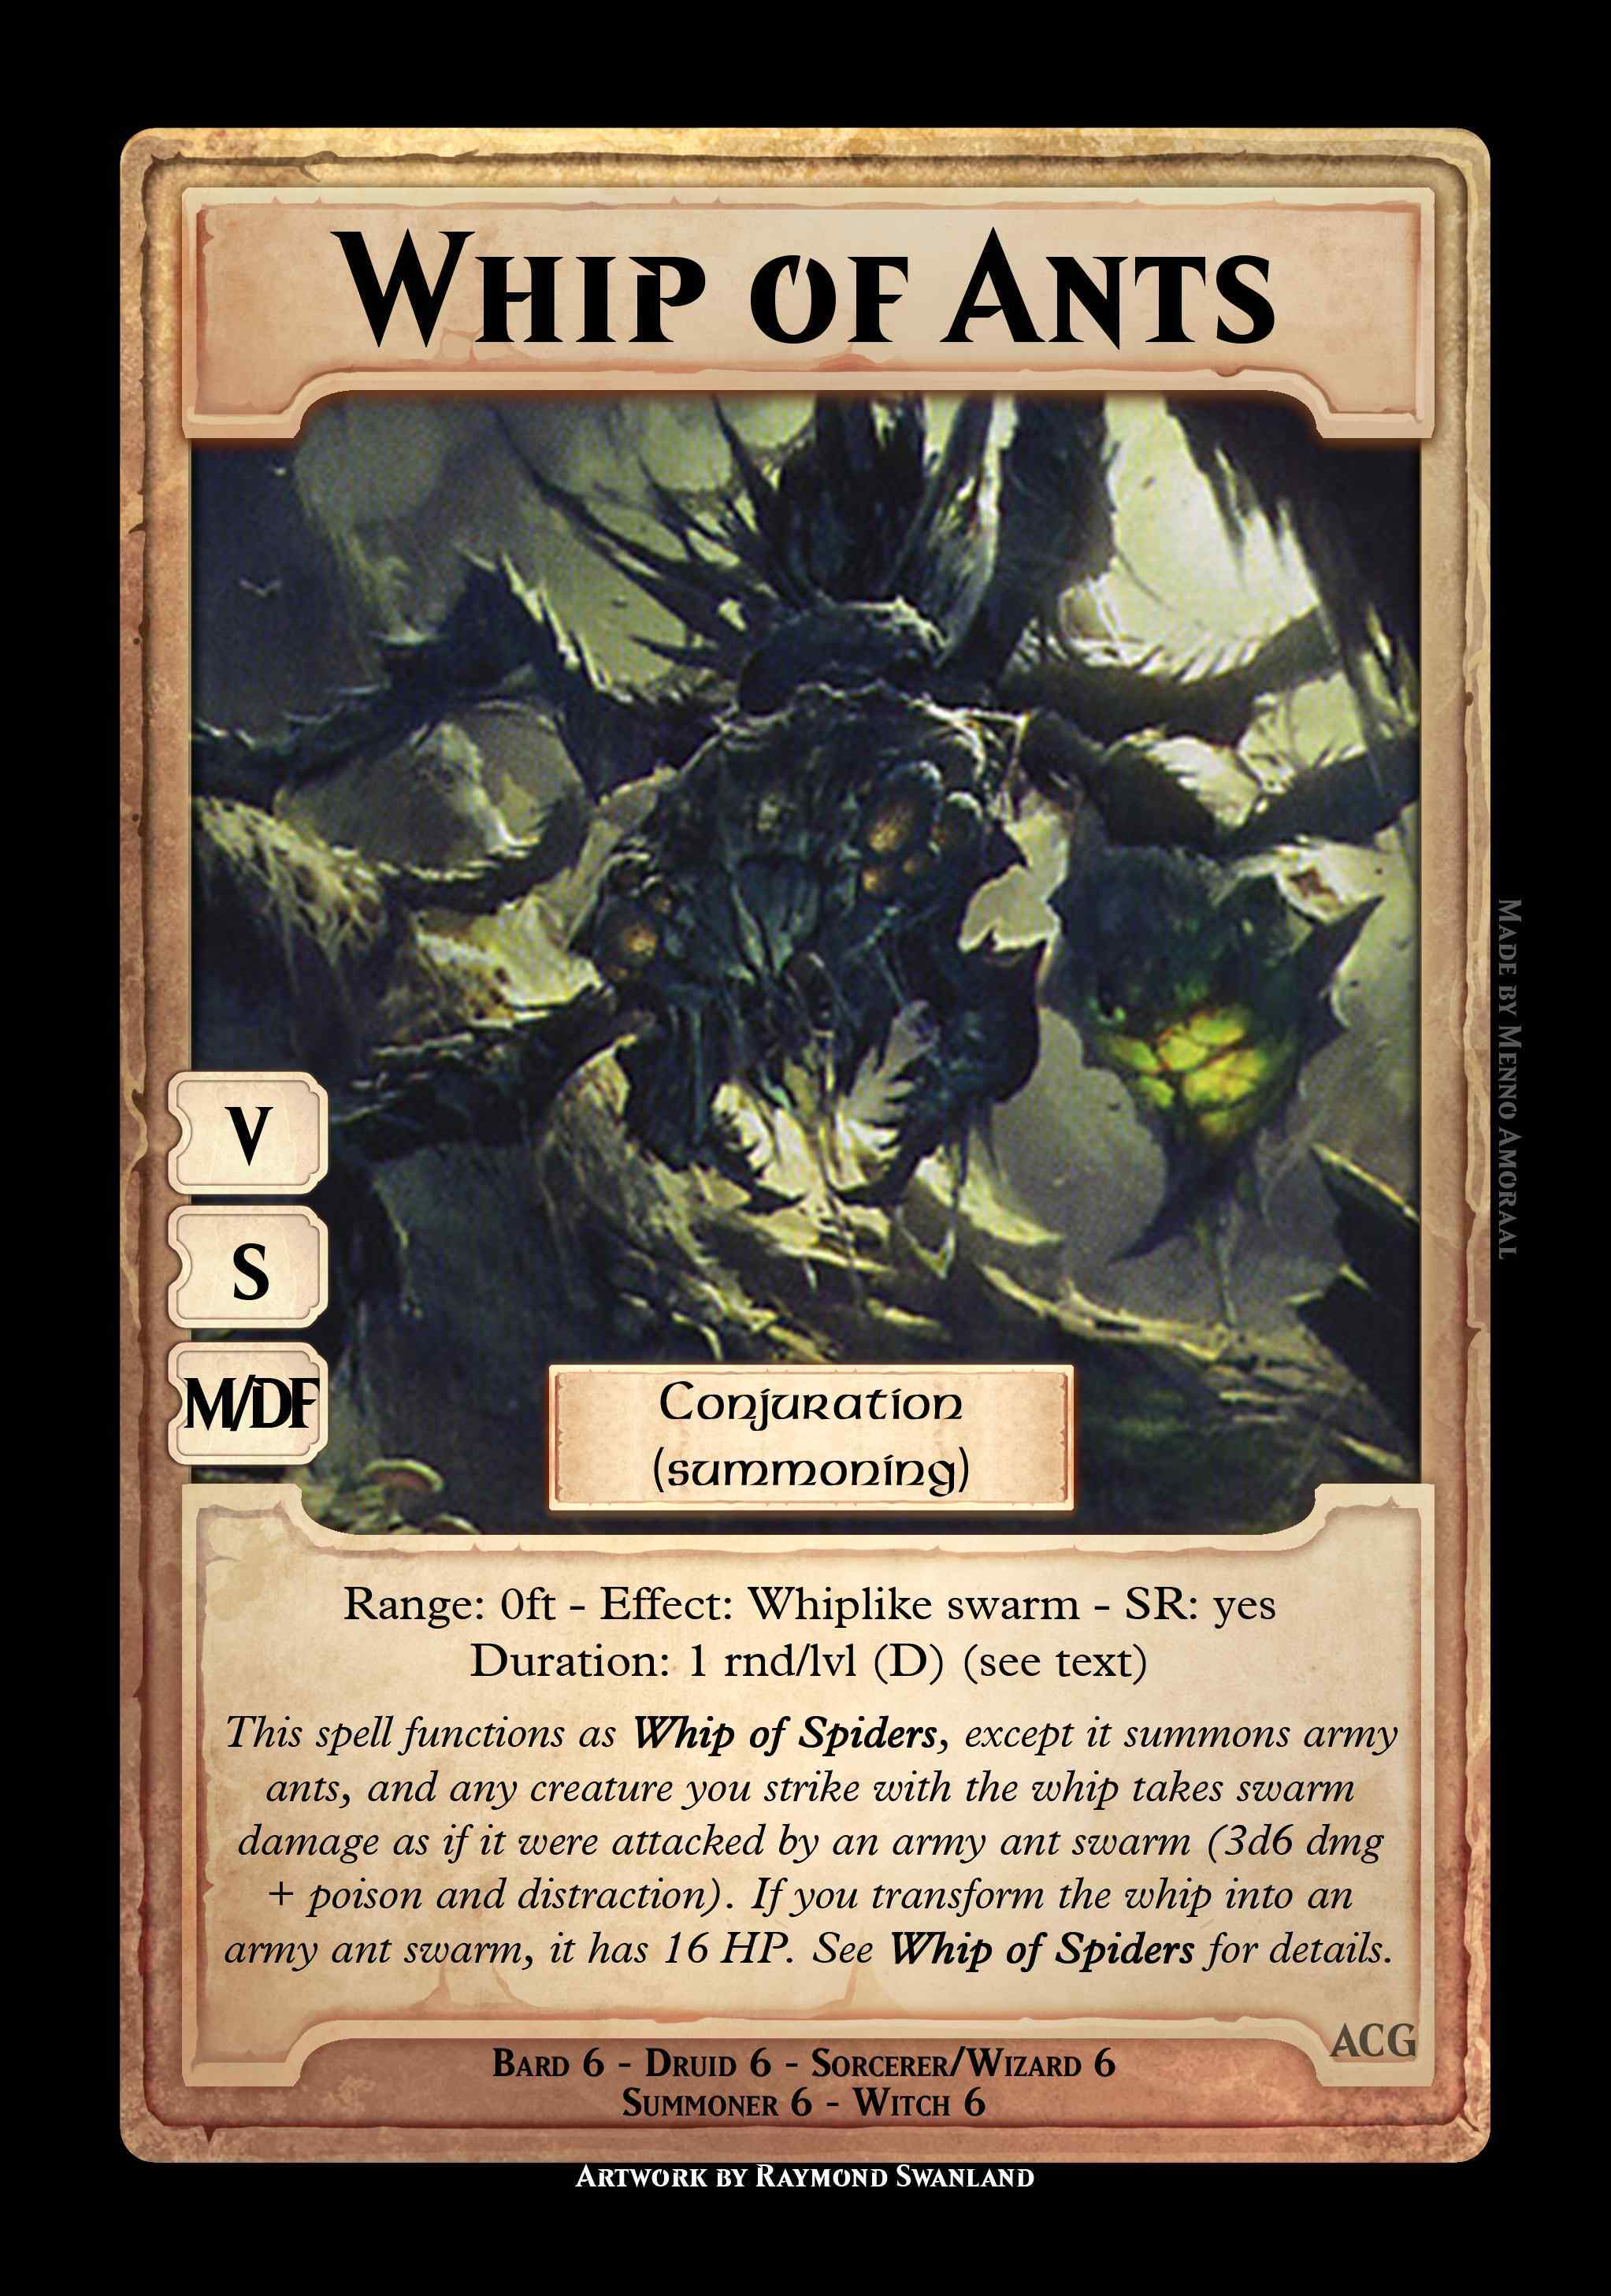 Whip of Ants
V
S
M/DF
Conjuration
(summoning)
Range: 0ft - Effect: Whiplike swarm - SR: yes
Duration: 1 rnd/lvl (D) (see text)
This spell functions as Whip of Spiders, except it summons army
ants, and any creature you strike with the whip takes swarm
damage as if it were attacked by an army ant swarm (3d6 dmg
+ poison and distraction). If you transform the whip into an
army ant swarm, it has 16 HP. See Whip of Spiders for details.
ACG
Bard 6 - Druid 6 - Sorcerer/Wizard 6
Summoner 6 - Witch 6
Artwork by Raymond Swanland
Made by Menno Amoraal